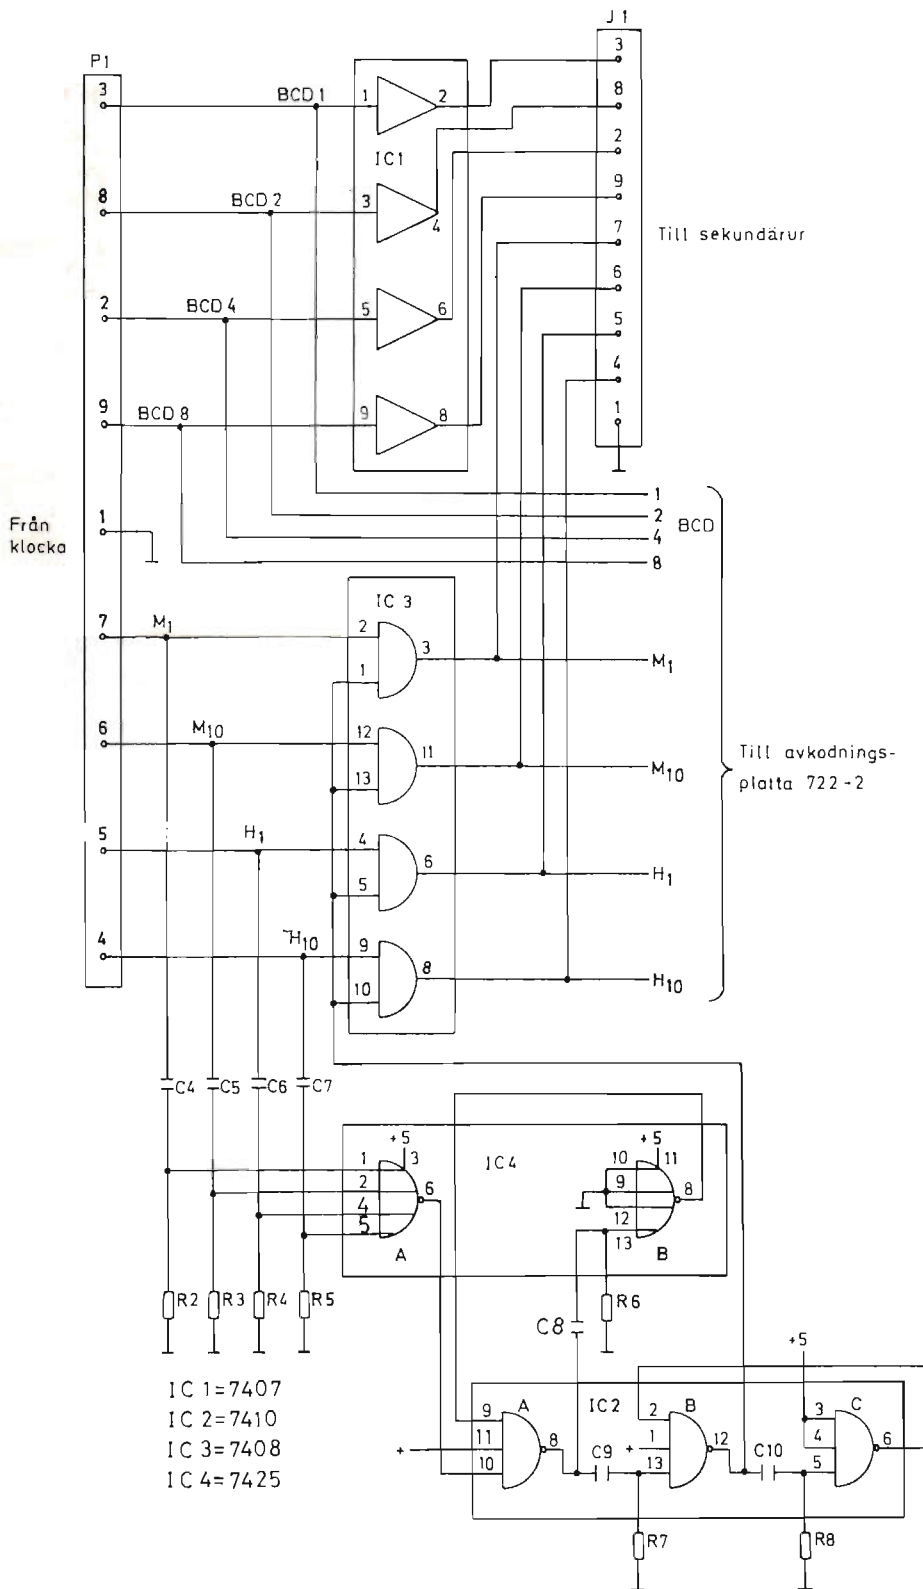 J1
P1
3
8
2
9
7
6
5
4
1
Till sekundärur
3
8
2
9
1
7
6
5
4
Från
klocka
BCD 1
BCD 2
BCD 4
BCD 8
1
2
IC1
3
4
5
6
9
8
1
2
4
8
BCD
M1
M10
H1
H10
IC 3
2
1
3
12
13
11
4
5
6
9
10
8
M1
M10
H1
H10
Till avkodnings-
platta 722-2
C4
C5
C6
C7
+5
1
3
2
4
5
6
A
IC4
+5
10
11
9
12
13
8
B
R2
R3
R4
R5
R6
C8
+5
IC 1=7407
IC 2=7410
IC 3=7408
IC 4=7425
IC2
A
9
11
10
8
+
C9
B
2
1
13
12
+
C10
C
3
4
5
6
R7
R8